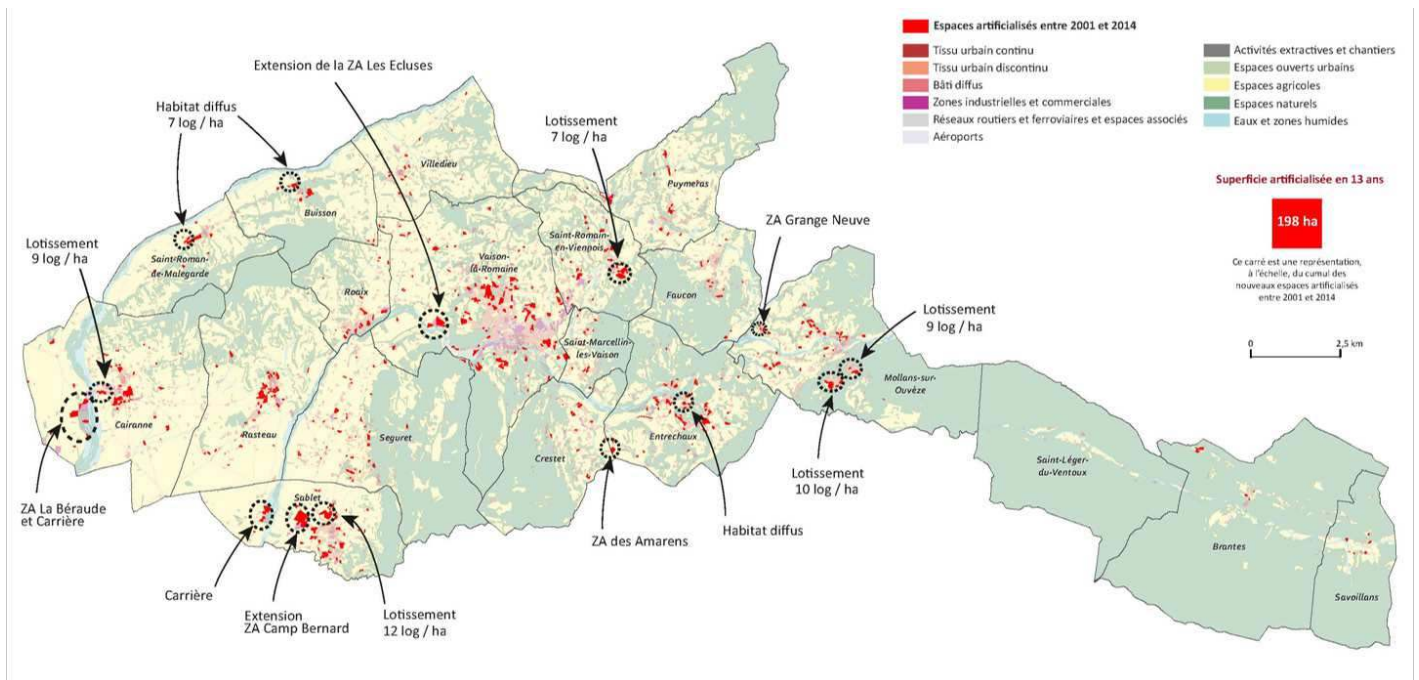 Espaces artificialisés entre 2001 et 2014
Tissu urbain continu
Tissu urbain discontinu
Bâti diffus
Zones industrielles et commerciales
Réseaux routiers et ferroviaires et espaces associés
Aéroports
Activités extractives et chantiers
Espaces ouverts urbains
Espaces agricoles
Espaces naturels
Eaux et zones humides
Superficie artificialisée en 13 ans
198 ha
Ce carré est une représentation,
à l'échelle, du cumul des
nouveaux espaces artificialisés
entre 2001 et 2014
0 2,5 km
Extension de la ZA Les Ecluses
Habitat diffus
7 log / ha
Lotissement
7 log / ha
Lotissement
9 log / ha
ZA Grange Neuve
Lotissement
9 log / ha
Villedieu
Puyméras
Buisson
Saint-Roman-
de-Malegarde
Saint-Romain-
en-Viennois
Vaison-
la-Romaine
Roaix
Faucon
Saint-Marcellin-
les-Vaison
Mollans-sur-
Ouvèze
Cairanne
Rasteau
Seguret
Crestet
Entrechaux
Saint-Léger-
du-Ventoux
Brantes
Savoillans
Sablet
ZA La Béraude
et Carrière
Carrière
Extension
ZA Camp Bernard
Lotissement
12 log / ha
ZA des Amarens
Habitat diffus
Lotissement
10 log / ha